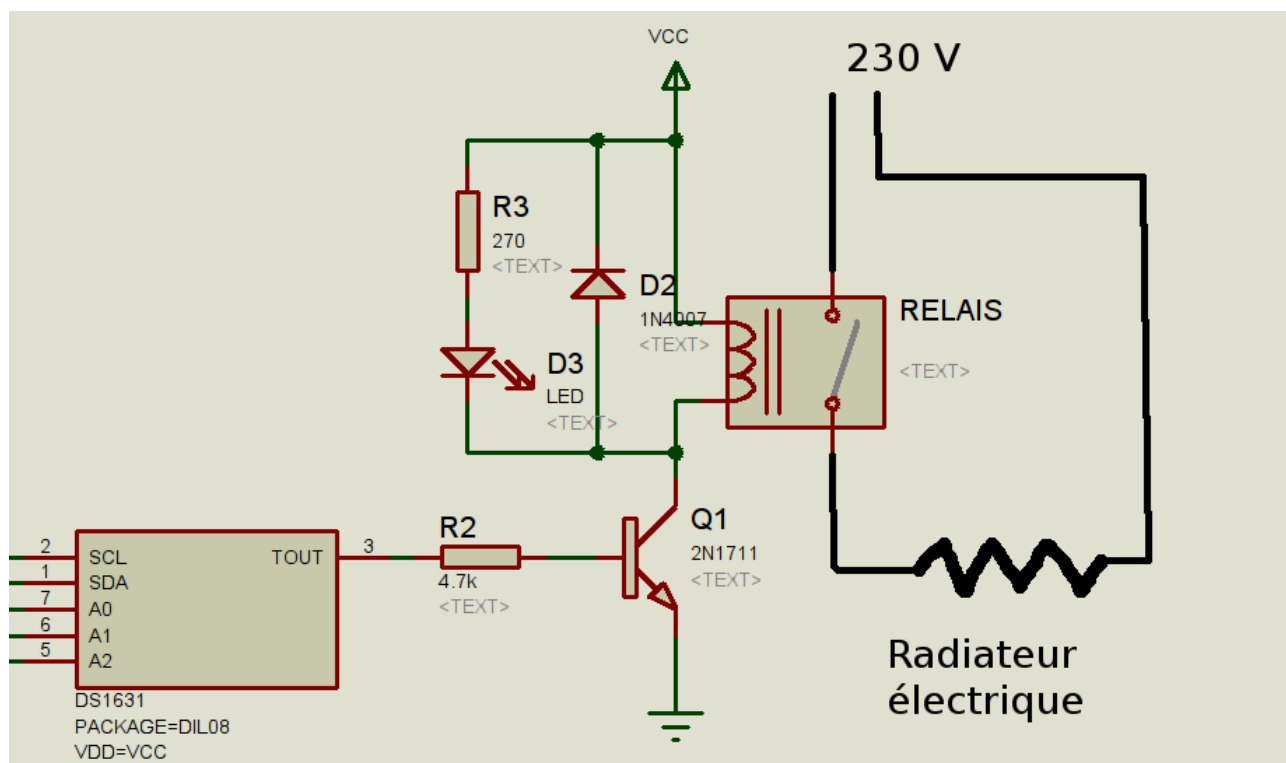 VCC
230 V
R3
270
<TEXT>
D2
1N4007
<TEXT>
RELAIS
<TEXT>
D3
LED
<TEXT>
Q1
2N1711
<TEXT>
R2
4.7k
<TEXT>
2 SCL TOUT 3
1 SDA
7 A0
6 A1
5 A2
DS1631
PACKAGE=DIL08
VDD=VCC
Radiateur
électrique